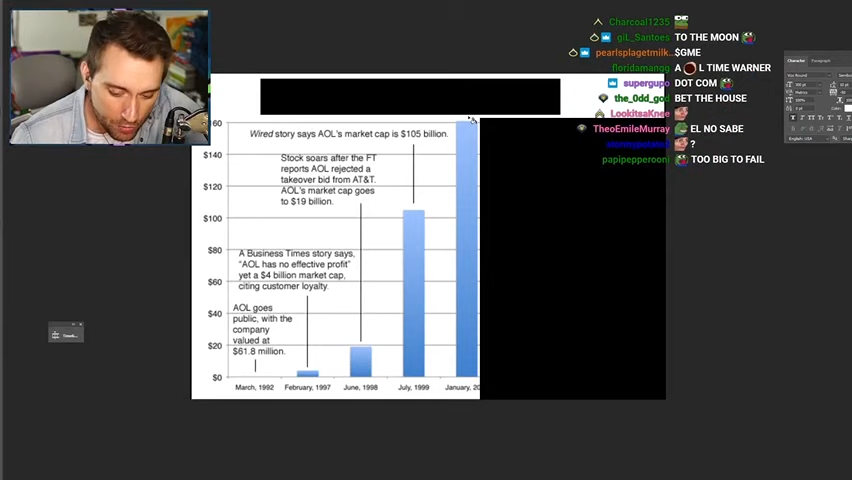 Charcoal1235
giL_Santoes TO THE MOON
pearlsplagetmilk.. $GME
floridamangg A L TIME WARNER
supergupo DOT COM
the_0dd_god BET THE HOUSE
LookitsaKnee
TheoEmileMurray EL NO SABE
?
papipepperooni TOO BIG TO FAIL
Character Paragraph
$140
$120
$100
$80
$60
$40
$20
$0
Wired story says AOL's market cap is $105 billion.
Stock soars after the FT
reports AOL rejected a
takeover bid from AT&T.
AOL's market cap goes
to $19 billion.
A Business Times story says,
"AOL has no effective profit"
yet a $4 billion market cap,
citing customer loyalty.
AOL goes
public, with the
company
valued at
$61.8 million.
March, 1992 February, 1997 June, 1998 July, 1999 January, 20